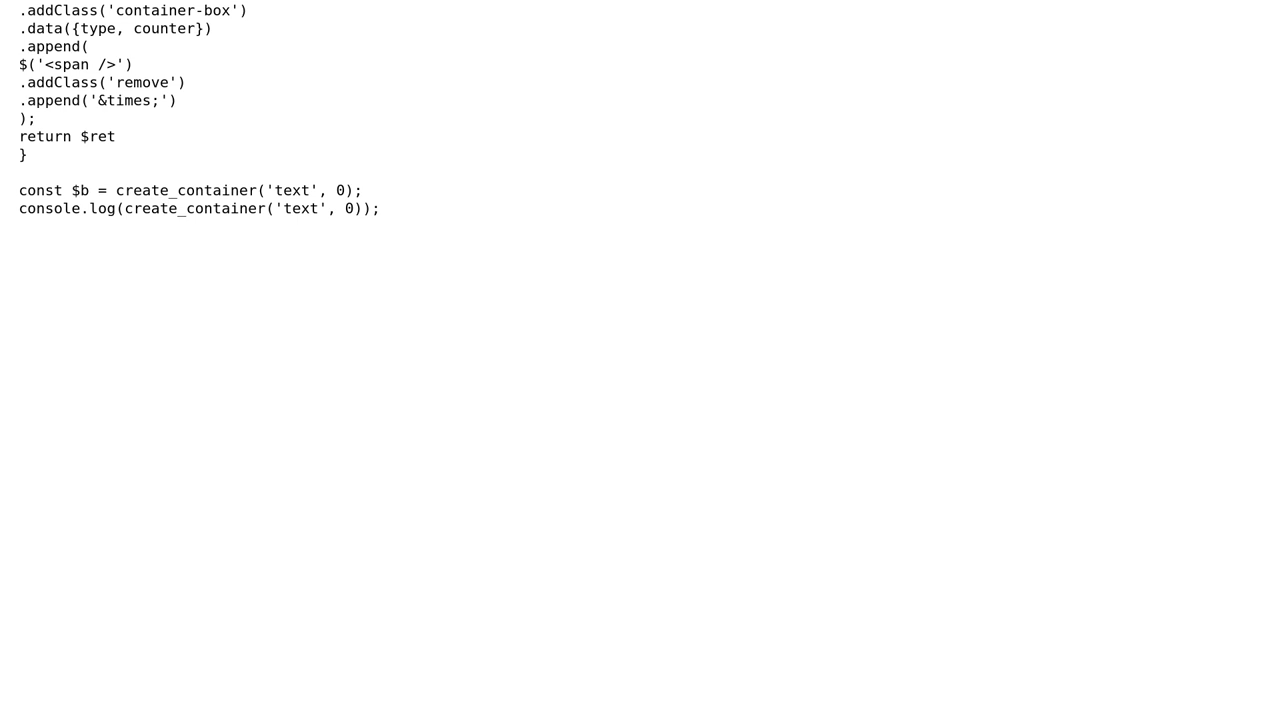 .addClass('container-box')
.data({type, counter})
.append(
$('<span />')
.addClass('remove')
.append('&times;')
);
return $ret
}

const $b = create_container('text', 0);
console.log(create_container('text', 0));